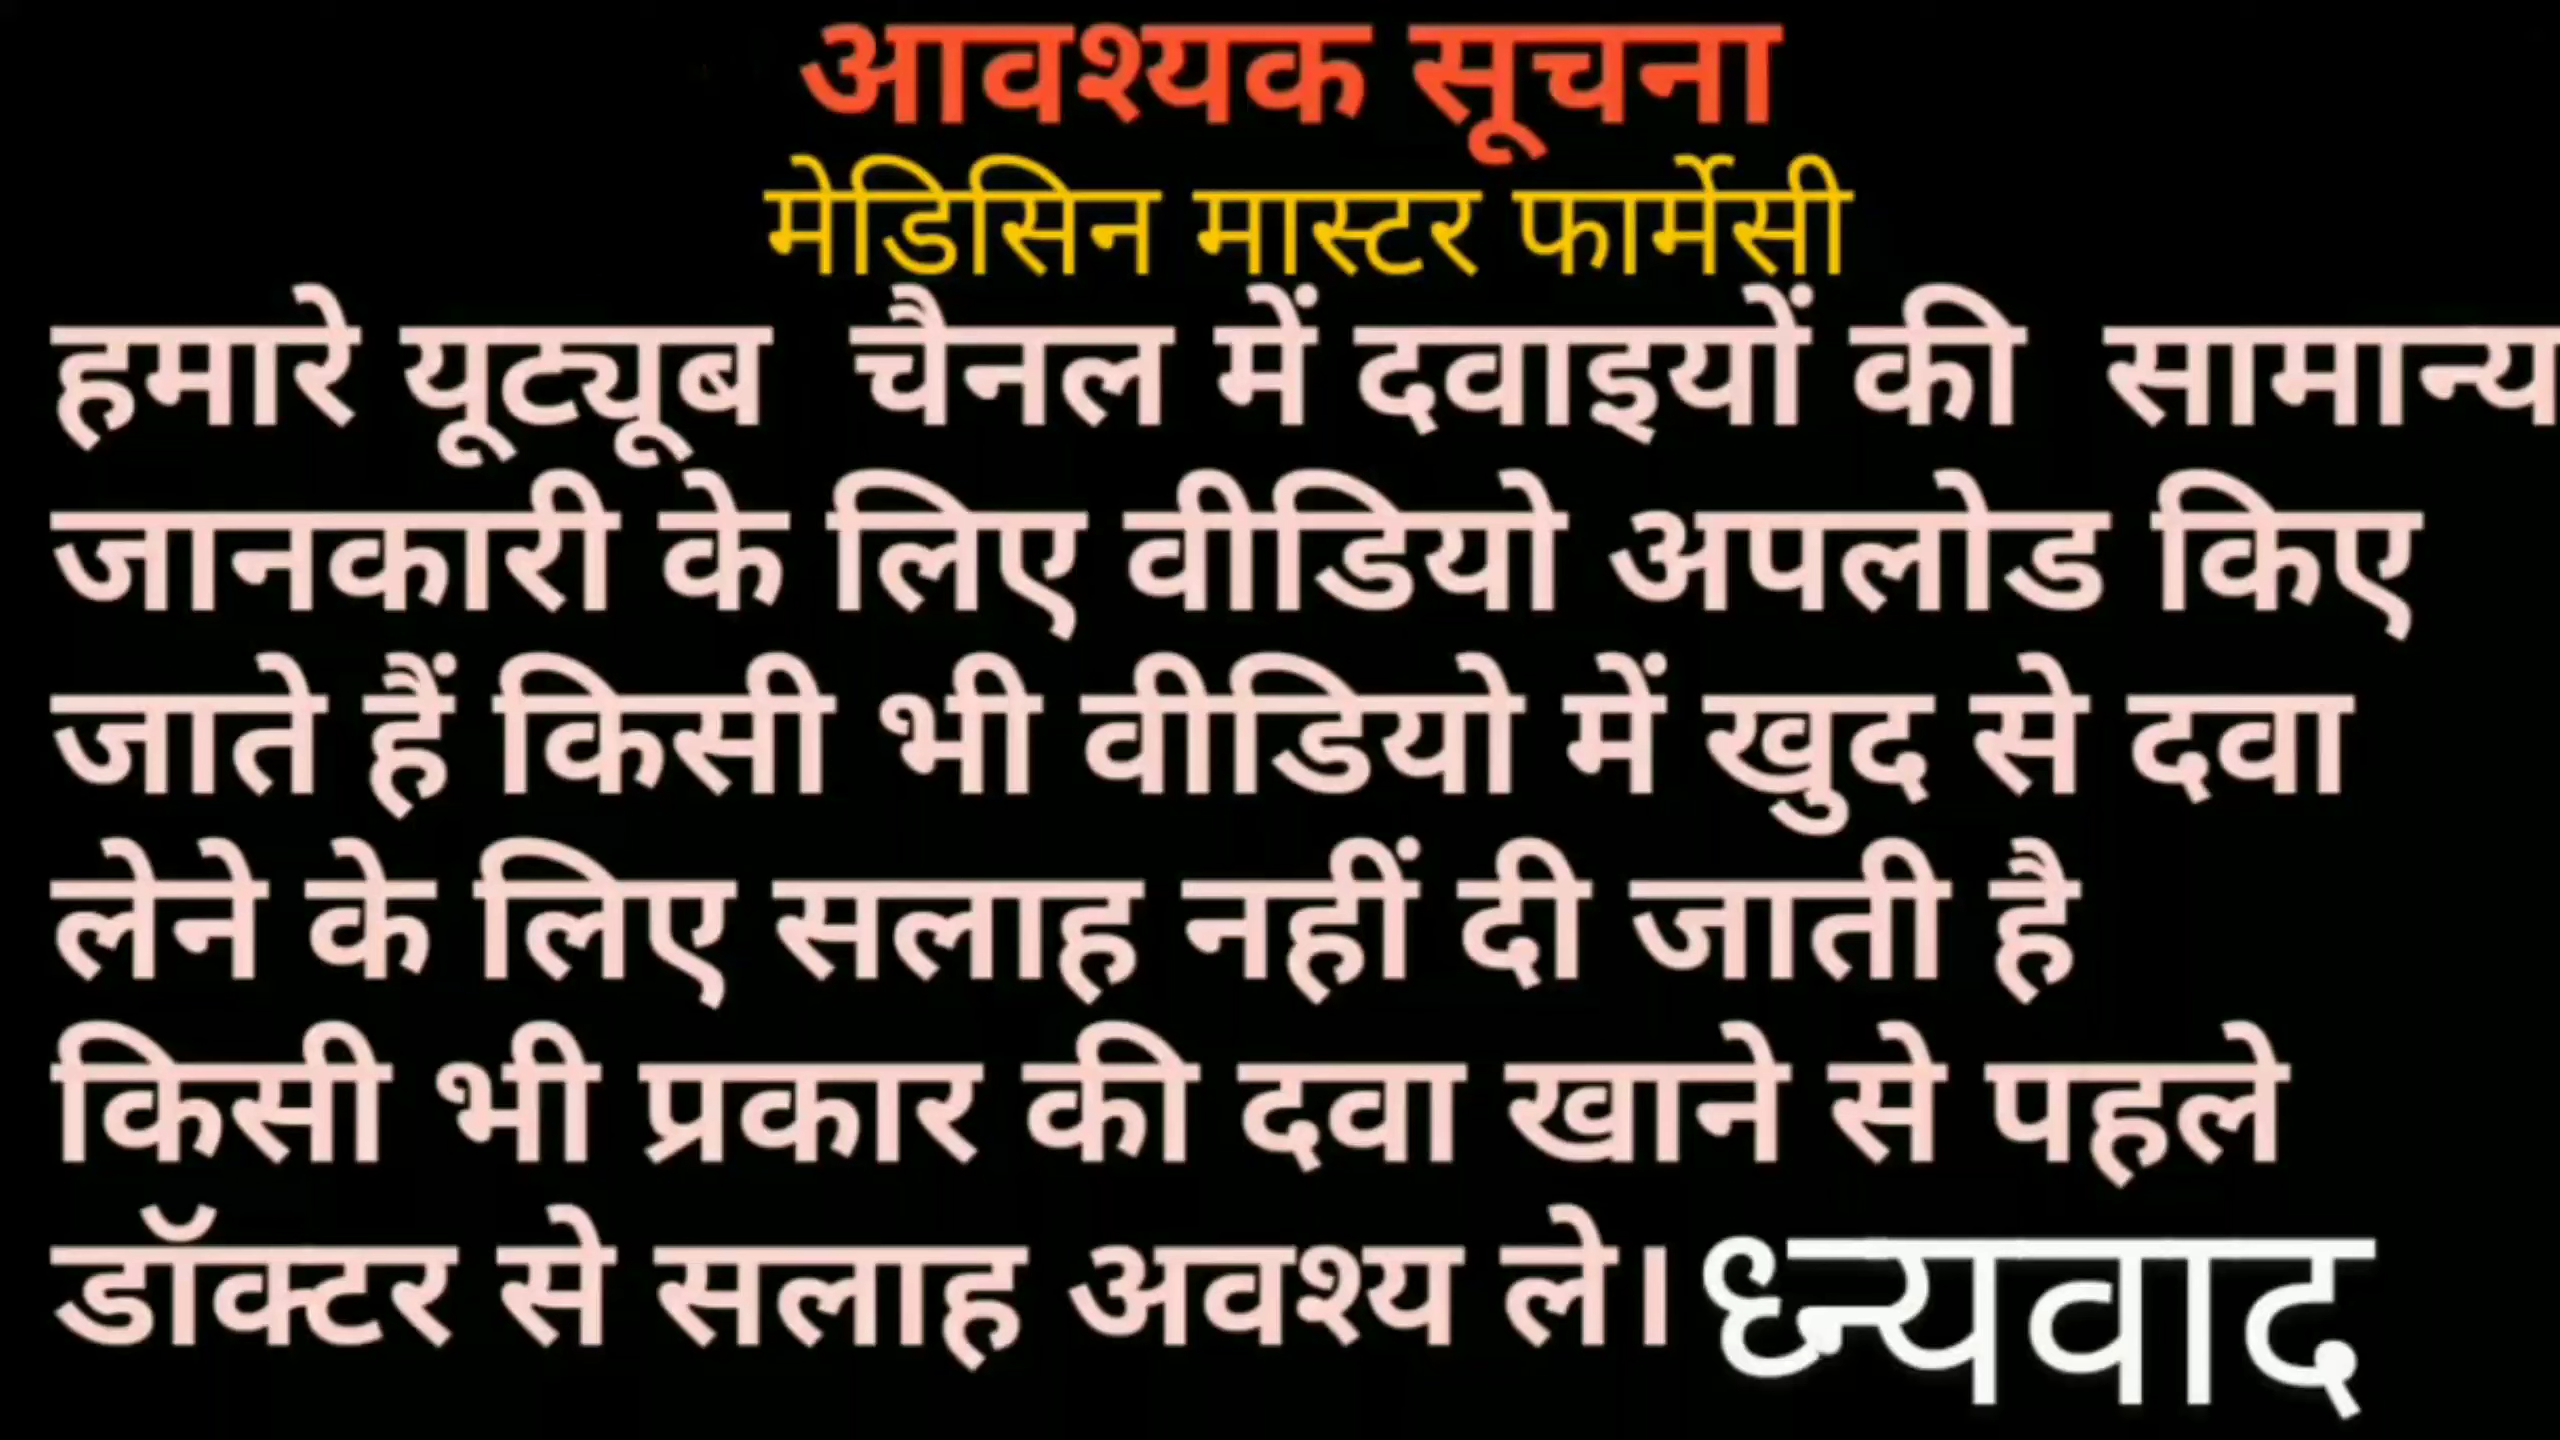 आवश्यक सूचना
मेडिसिन मास्टर फार्मेसी
हमारे यूट्यूब चैनल में दवाइयों की सामान्य
जानकारी के लिए वीडियो अपलोड किए
जाते हैं किसी भी वीडियो में खुद से दवा
लेने के लिए सलाह नहीं दी जाती है
किसी भी प्रकार की दवा खाने से पहले
डॉक्टर से सलाह अवश्य ले। ध्न्यवाद